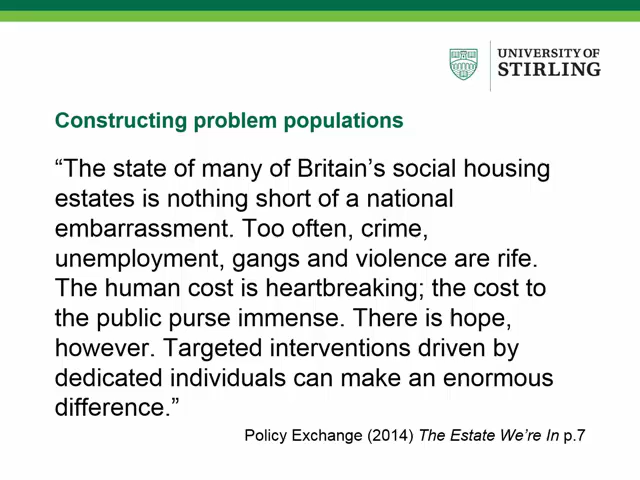 UNIVERSITY OF
STIRLING
Constructing problem populations
“The state of many of Britain’s social housing
estates is nothing short of a national
embarrassment. Too often, crime,
unemployment, gangs and violence are rife.
The human cost is heartbreaking; the cost to
the public purse immense. There is hope,
however. Targeted interventions driven by
dedicated individuals can make an enormous
difference.”
Policy Exchange (2014) The Estate We’re In p.7